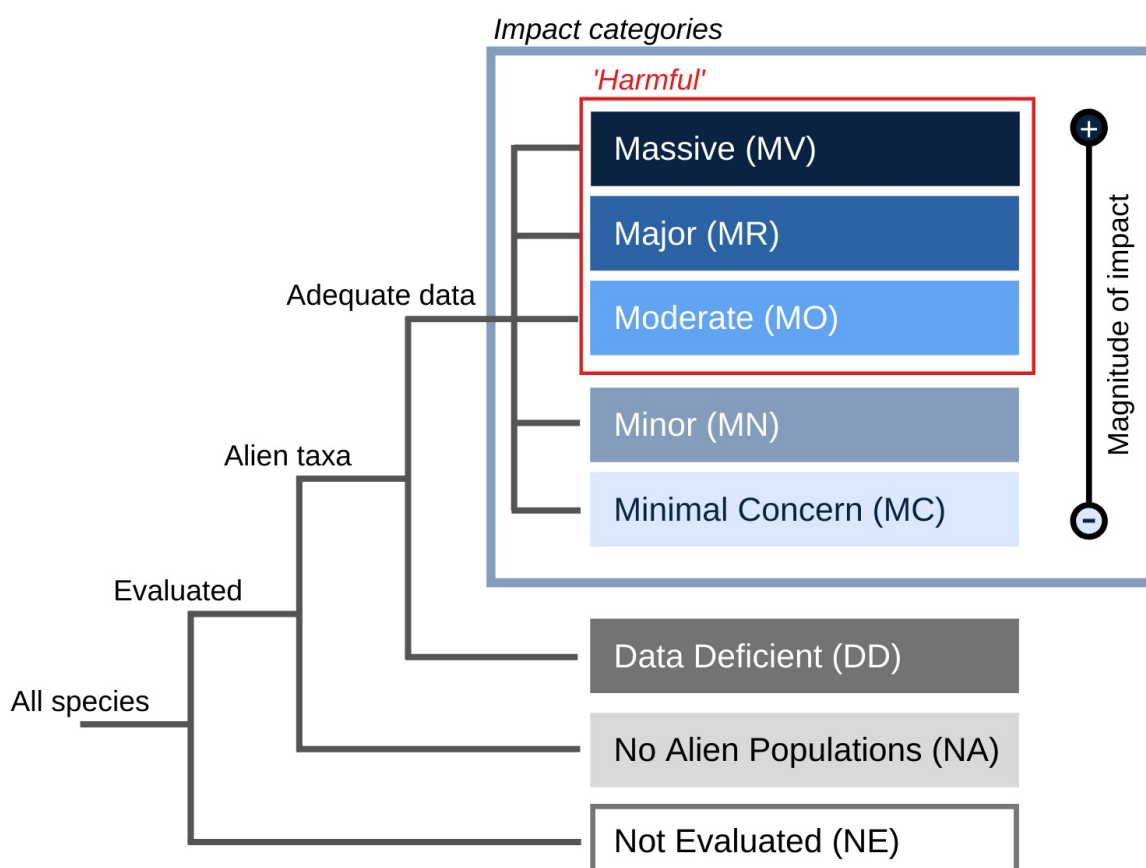 Impact categories
'Harmful'
Massive (MV)
+
Major (MR)
Adequate data
Moderate (MO)
Magnitude of impact
Minor (MN)
Alien taxa
Minimal Concern (MC)
-
Evaluated
Data Deficient (DD)
All species
No Alien Populations (NA)
Not Evaluated (NE)